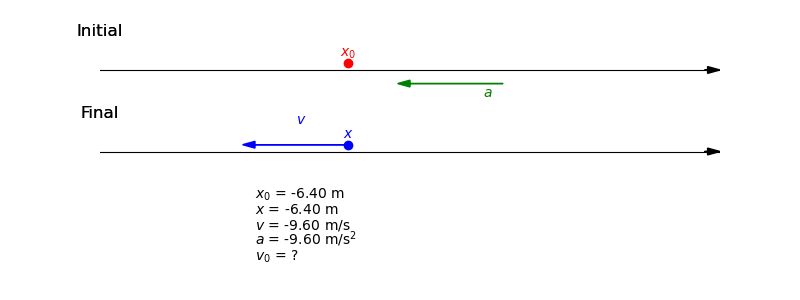 Initial
x₀
a
Final
v
x
x₀ = -6.40 m
x = -6.40 m
v = -9.60 m/s
a = -9.60 m/s²
v₀ = ?